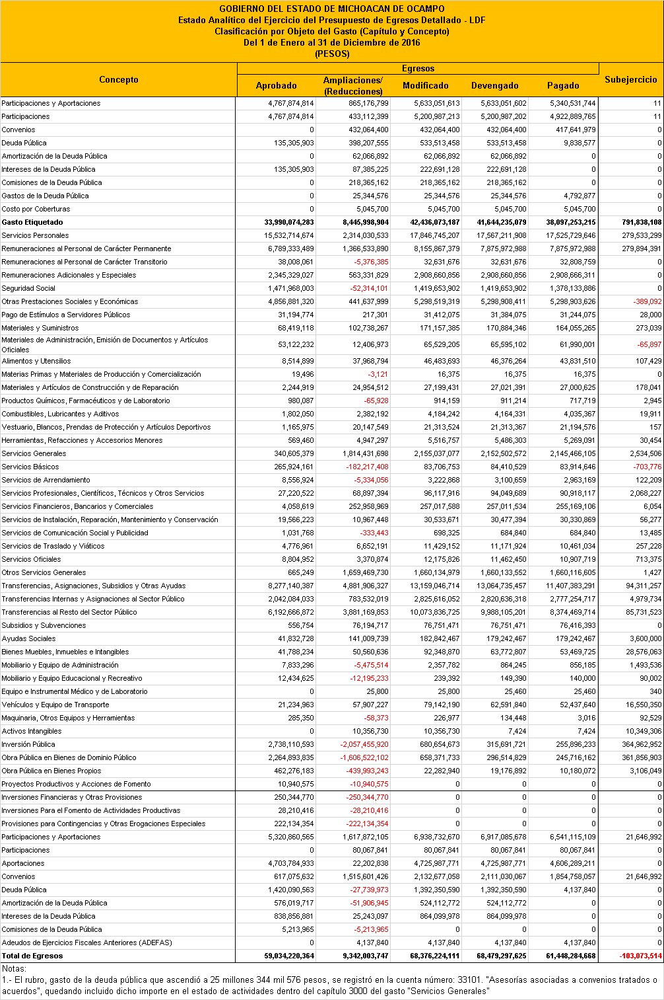 GOBIERNO DEL ESTADO DE MICHOACAN DE OCAMPO
Estado Analítico del Ejercicio del Presupuesto de Egresos Detallado - LDF
Clasificación por Objeto del Gasto (Capítulo y Concepto)
Del 1 de Enero al 31 de Diciembre de 2016
(PESOS)
Egresos
Concepto Aprobado Ampliaciones/ (Reducciones) Modificado Devengado Pagado Subejercicio
Participaciones y Aportaciones 4,767,874,814 865,176,799 5,633,051,613 5,633,051,602 5,340,531,744 11
Participaciones 4,767,874,814 433,112,399 5,200,987,213 5,200,987,202 4,922,889,765 11
Convenios 0 432,064,400 432,064,400 432,064,400 417,641,979 0
Deuda Pública 135,305,903 398,207,555 533,513,458 533,513,458 9,838,577 0
Amortización de la Deuda Pública 0 62,066,892 62,066,892 62,066,892 0 0
Intereses de la Deuda Pública 135,305,903 87,385,225 222,691,128 222,691,128 0 0
Comisiones de la Deuda Pública 0 218,365,162 218,365,162 218,365,162 0 0
Gastos de la Deuda Pública 0 25,344,576 25,344,576 25,344,576 4,792,877 0
Costo por Coberturas 0 5,045,700 5,045,700 5,045,700 5,045,700 0
Gasto Etiquetado 33,990,074,283 8,445,998,904 42,436,073,187 41,644,235,079 38,097,253,215 791,838,108
Servicios Personales 15,532,714,674 2,314,030,533 17,846,745,207 17,567,211,908 17,525,729,646 279,533,299
Remuneraciones al Personal de Carácter Permanente 6,789,333,489 1,366,533,890 8,155,867,379 7,875,972,988 7,875,972,988 279,894,391
Remuneraciones al Personal de Carácter Transitorio 38,008,061 -5,376,385 32,631,676 32,631,676 32,808,759 0
Remuneraciones Adicionales y Especiales 2,345,329,027 563,331,829 2,908,660,856 2,908,660,856 2,908,666,311 0
Seguridad Social 1,471,968,003 -52,314,101 1,419,653,902 1,419,653,902 1,378,133,886 0
Otras Prestaciones Sociales y Económicas 4,856,881,320 441,637,999 5,298,519,319 5,298,908,411 5,298,903,626 -389,092
Pago de Estímulos a Servidores Públicos 31,194,774 217,301 31,412,075 31,384,075 31,244,075 28,000
Materiales y Suministros 68,419,118 102,738,267 171,157,385 170,884,346 164,055,265 273,039
Materiales de Administración, Emisión de Documentos y Artículos
Oficiales 53,122,232 12,406,973 65,529,205 65,595,102 61,990,001 -65,897
Alimentos y Utensilios 8,514,899 37,968,794 46,483,693 46,376,264 43,831,510 107,429
Materias Primas y Materiales de Producción y Comercialización 19,496 -3,121 16,375 16,375 16,375 0
Materiales y Artículos de Construcción y de Reparación 2,244,919 24,954,512 27,199,431 27,021,391 27,000,625 178,041
Productos Químicos, Farmacéuticos y de Laboratorio 980,087 -65,928 914,159 911,214 717,719 2,945
Combustibles, Lubricantes y Aditivos 1,802,050 2,382,192 4,184,242 4,164,331 4,035,367 19,911
Vestuario, Blancos, Prendas de Protección y Artículos Deportivos 1,165,975 20,147,549 21,313,524 21,313,367 21,194,576 157
Herramientas, Refacciones y Accesorios Menores 569,460 4,947,297 5,516,757 5,486,303 5,269,091 30,454
Servicios Generales 340,605,379 1,814,431,698 2,155,037,077 2,152,502,572 2,145,466,105 2,534,506
Servicios Básicos 265,924,161 -182,217,408 83,706,753 84,410,529 83,914,646 -703,776
Servicios de Arrendamiento 8,556,924 -5,334,056 3,222,868 3,100,659 2,963,169 122,209
Servicios Profesionales, Científicos, Técnicos y Otros Servicios 27,220,522 68,897,394 96,117,916 94,049,689 90,918,117 2,068,227
Servicios Financieros, Bancarios y Comerciales 4,058,619 252,958,969 257,017,588 257,011,534 255,169,106 6,054
Servicios de Instalación, Reparación, Mantenimiento y Conservación 19,566,223 10,967,448 30,533,671 30,477,394 30,330,869 56,277
Servicios de Comunicación Social y Publicidad 1,031,768 -333,443 698,325 684,840 684,840 13,485
Servicios de Traslado y Viáticos 4,776,961 6,652,191 11,429,152 11,171,924 10,461,034 257,228
Servicios Oficiales 8,804,952 3,370,874 12,175,826 11,462,450 10,907,719 713,375
Otros Servicios Generales 665,249 1,659,469,730 1,660,134,979 1,660,133,552 1,660,116,605 1,427
Transferencias, Asignaciones, Subsidios y Otras Ayudas 8,277,140,387 4,881,906,327 13,159,046,714 13,064,735,457 11,407,383,291 94,311,257
Transferencias Internas y Asignaciones al Sector Público 2,042,084,033 783,532,019 2,825,616,052 2,820,636,318 2,777,254,717 4,979,734
Transferencias al Resto del Sector Público 6,192,666,872 3,881,169,853 10,073,836,725 9,988,105,201 8,374,469,714 85,731,523
Subsidios y Subvenciones 556,754 76,194,717 76,751,471 76,751,471 76,416,393 0
Ayudas Sociales 41,832,728 141,009,739 182,842,467 179,242,467 179,242,467 3,600,000
Bienes Muebles, Inmuebles e Intangibles 41,788,234 50,560,636 92,348,870 63,772,807 53,469,725 28,576,063
Mobiliario y Equipo de Administración 7,833,296 -5,475,514 2,357,782 864,245 856,185 1,493,536
Mobiliario y Equipo Educacional y Recreativo 12,434,625 -12,195,233 239,392 149,390 140,000 90,002
Equipo e Instrumental Médico y de Laboratorio 0 25,800 25,800 25,460 25,460 340
Vehículos y Equipo de Transporte 21,234,963 57,907,227 79,142,190 62,591,840 52,437,640 16,550,350
Maquinaria, Otros Equipos y Herramientas 285,350 -58,373 226,977 134,448 3,016 92,529
Activos Intangibles 0 10,356,730 10,356,730 7,424 7,424 10,349,306
Inversión Pública 2,738,110,593 -2,057,455,920 680,654,673 315,691,721 255,896,233 364,962,952
Obra Pública en Bienes de Dominio Público 2,264,893,835 -1,606,522,102 658,371,733 296,514,829 245,716,162 361,856,903
Obra Pública en Bienes Propios 462,276,183 -439,993,243 22,282,940 19,176,892 10,180,072 3,106,049
Proyectos Productivos y Acciones de Fomento 10,940,575 -10,940,575 0 0 0 0
Inversiones Financieras y Otras Provisiones 250,344,770 -250,344,770 0 0 0 0
Inversiones Para el Fomento de Actividades Productivas 28,210,416 -28,210,416 0 0 0 0
Provisiones para Contingencias y Otras Erogaciones Especiales 222,134,354 -222,134,354 0 0 0 0
Participaciones y Aportaciones 5,320,860,565 1,617,872,105 6,938,732,670 6,917,085,678 6,541,115,109 21,646,992
Participaciones 0 80,067,841 80,067,841 80,067,841 80,067,841 0
Aportaciones 4,703,784,933 22,202,838 4,725,987,771 4,725,987,771 4,606,289,211 0
Convenios 617,075,632 1,515,601,426 2,132,677,058 2,111,030,067 1,854,758,057 21,646,992
Deuda Pública 1,420,090,563 -27,739,973 1,392,350,590 1,392,350,590 4,137,840 0
Amortización de la Deuda Pública 576,019,717 -51,906,945 524,112,772 524,112,772 0 0
Intereses de la Deuda Pública 838,856,881 25,243,097 864,099,978 864,099,978 0 0
Comisiones de la Deuda Pública 5,213,965 -5,213,965 0 0 0 0
Adeudos de Ejercicios Fiscales Anteriores (ADEFAS) 0 4,137,840 4,137,840 4,137,840 4,137,840 0
Total de Egresos 59,034,220,364 9,342,003,747 68,376,224,111 68,479,297,625 61,448,284,668 -103,073,514
Notas:
1.- El rubro, gasto de la deuda pública que ascendió a 25 millones 344 mil 576 pesos, se registró en la cuenta número: 33101. "Asesorías asociadas a convenios tratados o
acuerdos", quedando incluido dicho importe en el estado de actividades dentro del capítulo 3000 del gasto "Servicios Generales"